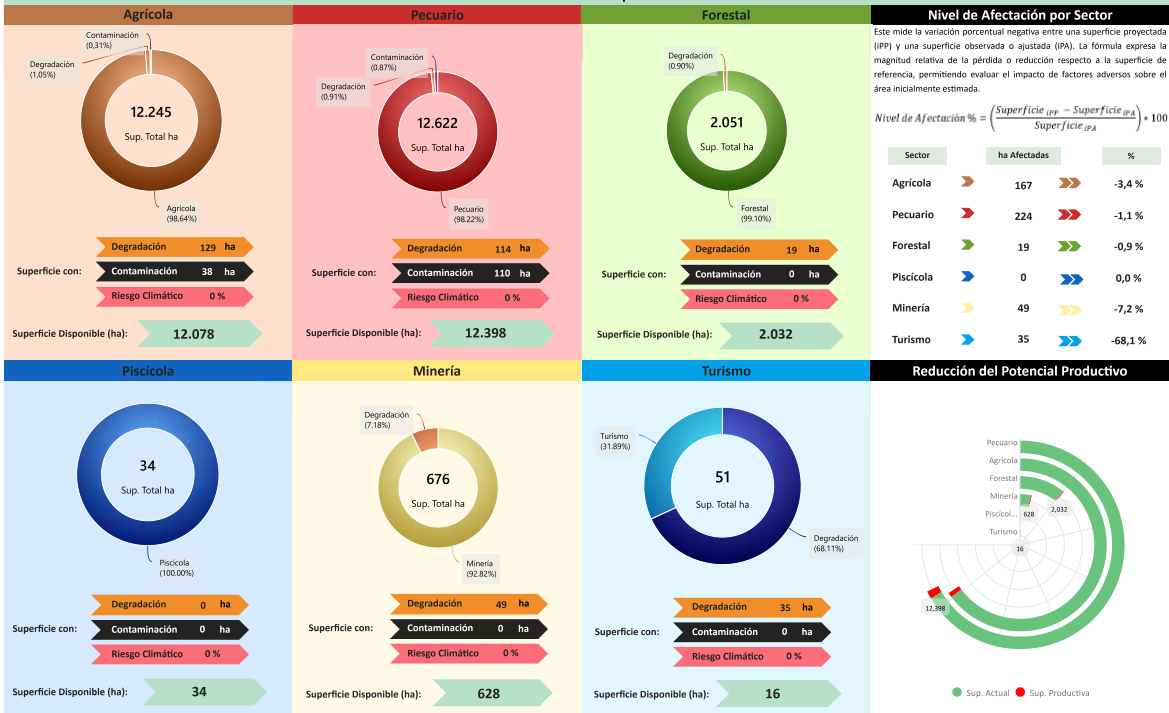 Agrícola
Contaminación
(0,31%)
Degradación
(1,05%)
12.245
Sup. Total ha
Agrícola
(98,64%)
Superficie con:
Degradación 129 ha
Contaminación 38 ha
Riesgo Climático 0 %
Superficie Disponible (ha): 12.078
Pecuario
Contaminación
(0.87%)
Degradación
(0.91%)
12.622
Sup. Total ha
Pecuario
(98.22%)
Superficie con:
Degradación 114 ha
Contaminación 110 ha
Riesgo Climático 0 %
Superficie Disponible (ha): 12.398
Forestal
Degradación
(0.90%)
2.051
Sup. Total ha
Forestal
(99.10%)
Superficie con:
Degradación 19 ha
Contaminación 0 ha
Riesgo Climático 0 %
Superficie Disponible (ha): 2.032
Nivel de Afectación por Sector
Este mide la variación porcentual negativa entre una superficie proyectada
(iPP) y una superficie observada o ajustada (iPA). La fórmula expresa la
magnitud relativa de la pérdida o reducción respecto a la superficie de
referencia, permitiendo evaluar el impacto de factores adversos sobre el
área inicialmente estimada.
Nivel de Afectación % = (Superficie iPP − Superficie iPA / Superficie iPA) * 100
Sector ha Afectadas %
Agrícola 167 -3,4 %
Pecuario 224 -1,1 %
Forestal 19 -0,9 %
Piscícola 0 0,0 %
Minería 49 -7,2 %
Turismo 35 -68,1 %
Piscícola
34
Sup. Total ha
Piscícola
(100.00%)
Superficie con:
Degradación 0 ha
Contaminación 0 ha
Riesgo Climático 0 %
Superficie Disponible (ha): 34
Minería
Degradación
(7.18%)
676
Sup. Total ha
Minería
(92.82%)
Superficie con:
Degradación 49 ha
Contaminación 0 ha
Riesgo Climático 0 %
Superficie Disponible (ha): 628
Turismo
Turismo
(31.89%)
51
Sup. Total ha
Degradación
(68.11%)
Superficie con:
Degradación 35 ha
Contaminación 0 ha
Riesgo Climático 0 %
Superficie Disponible (ha): 16
Reducción del Potencial Productivo
Pecuario
Agrícola
Forestal
Minería
Piscícol...
Turismo
628
2,032
16
12,398
Sup. Actual Sup. Productiva